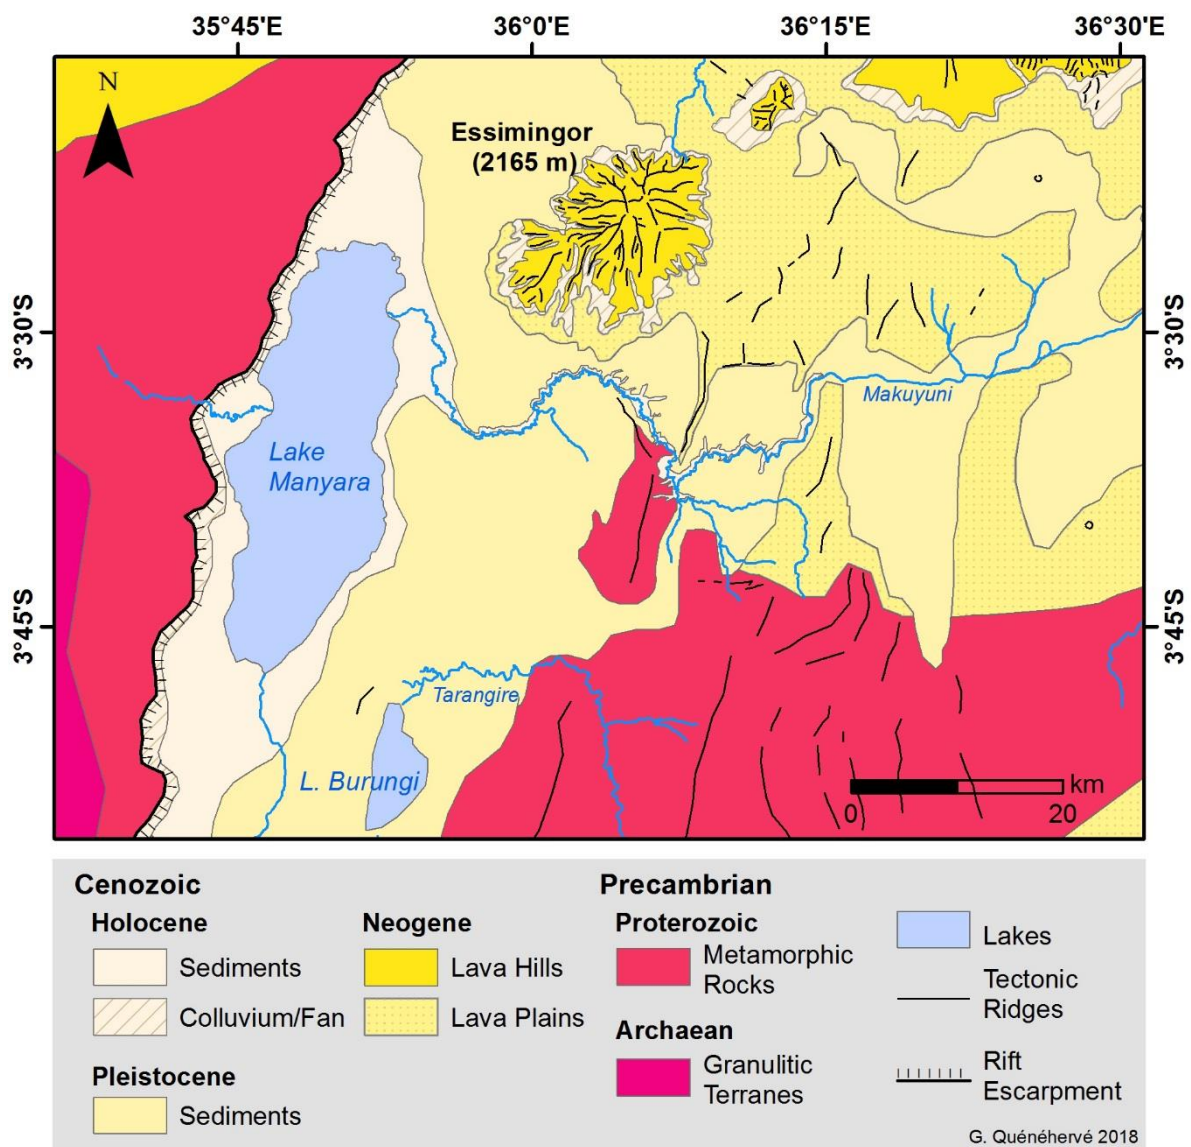 35°45'E 36°0'E 36°15'E 36°30'E
N
Essimingor
(2165 m)
3°30'S 3°30'S
Makuyuni
Lake
Manyara
3°45'S 3°45'S
Tarangire
L. Burungi
km
0 20
Cenozoic
Holocene
Sediments
Colluvium/Fan
Pleistocene
Sediments
Neogene
Lava Hills
Lava Plains
Precambrian
Proterozoic
Metamorphic
Rocks
Archaean
Granulitic
Terranes
Lakes
Tectonic
Ridges
Rift
Escarpment
G. Quénéhervé 2018